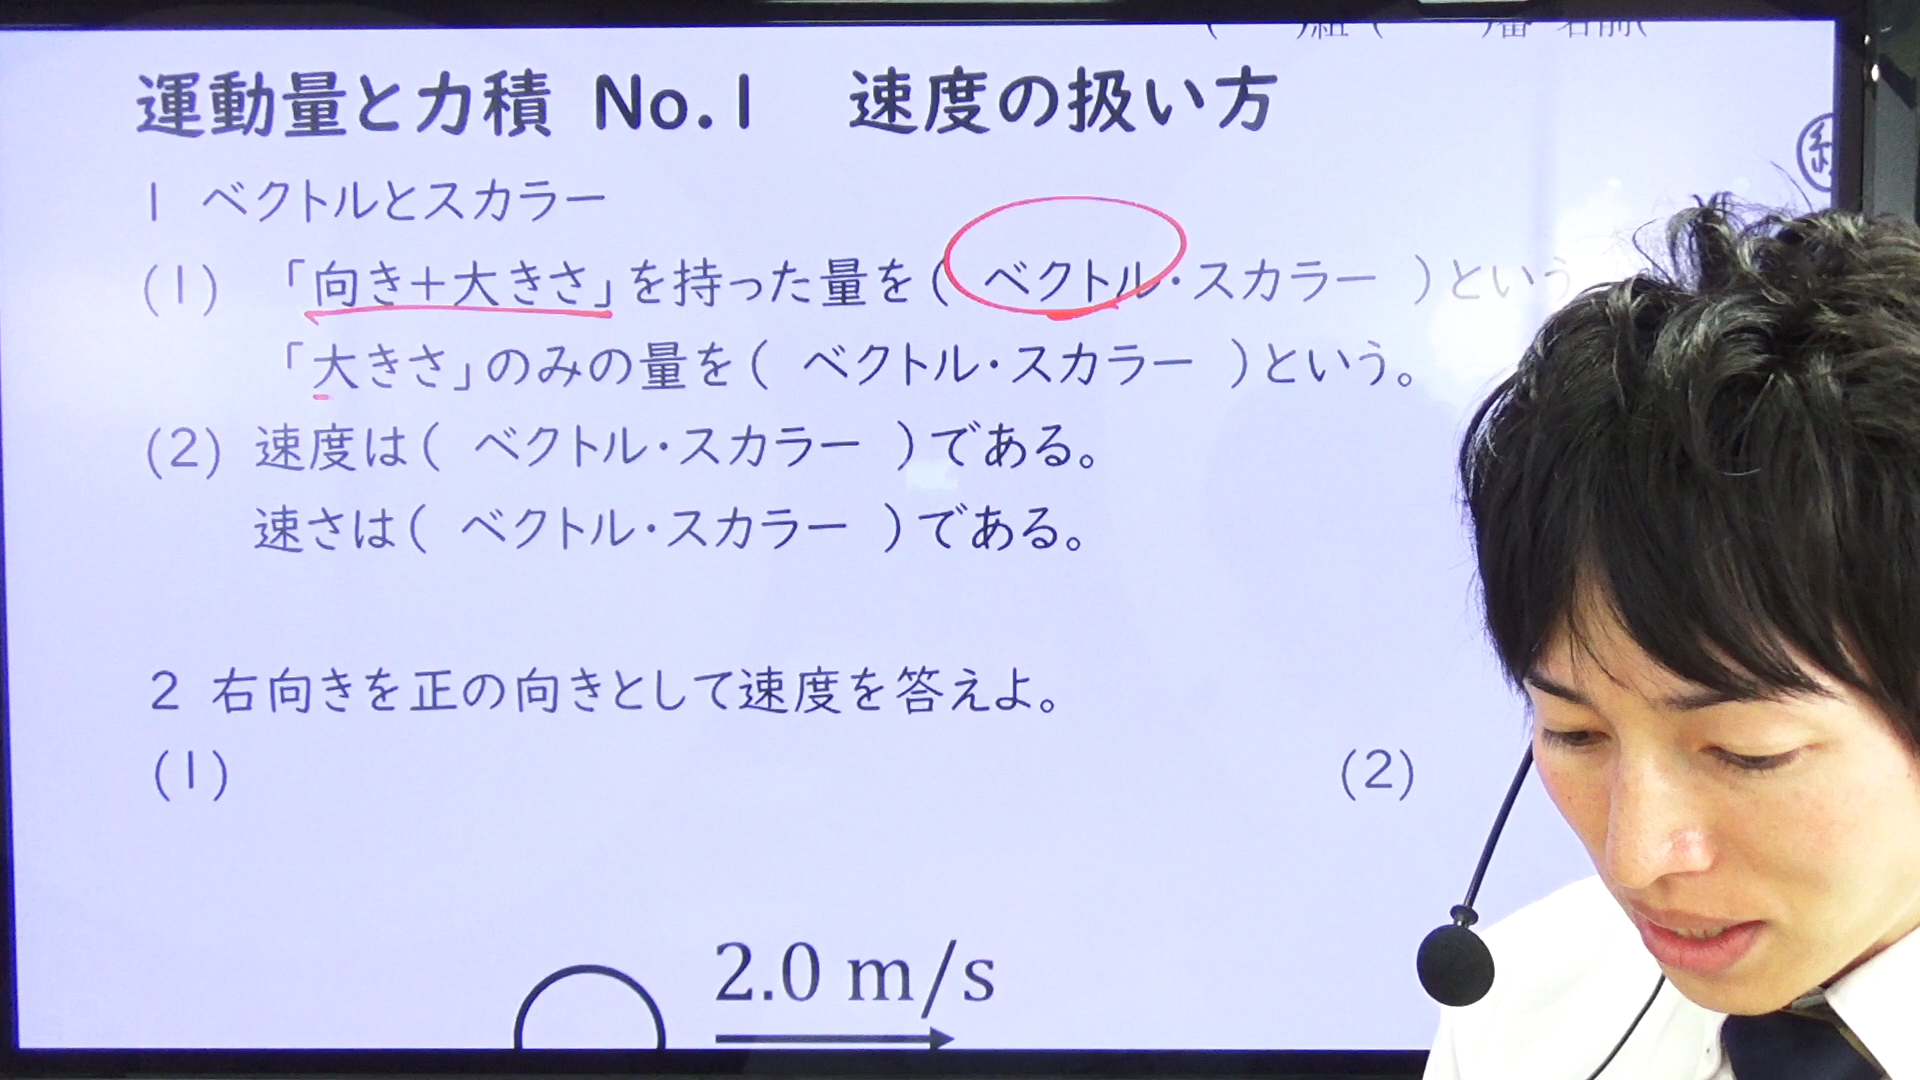 )組 ( )番 名前(
運動量と力積 No.1 速度の扱い方
1 ベクトルとスカラー
(1) 「向き+大きさ」を持った量を( ベクトル・スカラー )という
「大きさ」のみの量を( ベクトル・スカラー )という。
(2) 速度は( ベクトル・スカラー )である。
速さは( ベクトル・スカラー )である。
2 右向きを正の向きとして速度を答えよ。
(1) (2)
2.0 m/s